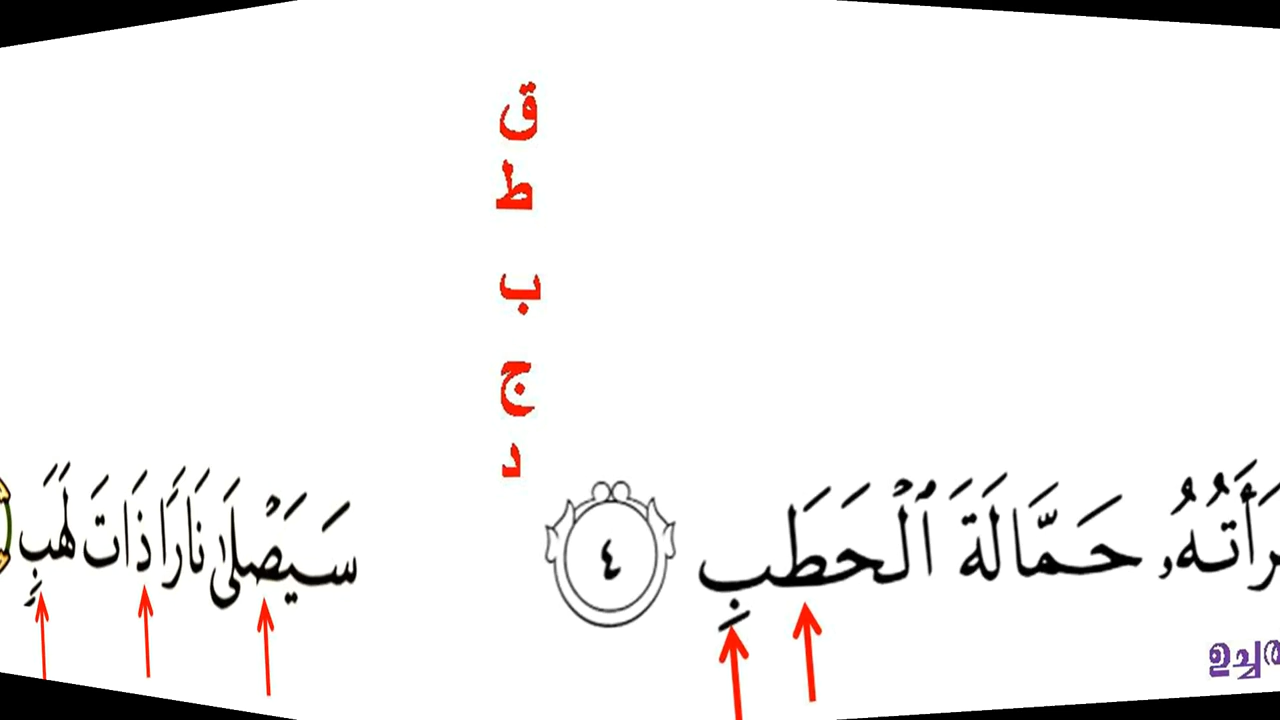 ق
ط
ب
ج
د
حَمَّالَةَ ٱلْحَطَبِ ٤
سَيَصْلَىٰ نَارًا ذَاتَ لَهَبٍ